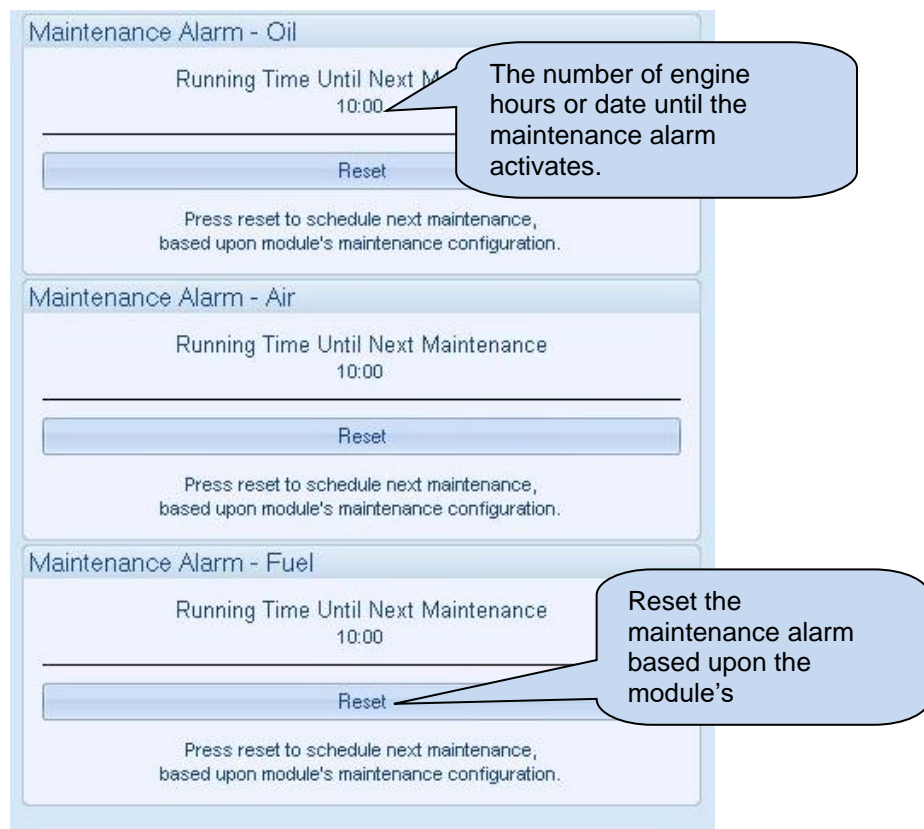 Maintenance Alarm - Oil
Running Time Until Next M
10:00
The number of engine
hours or date until the
maintenance alarm
activates.
Reset
Press reset to schedule next maintenance,
based upon module's maintenance configuration.
Maintenance Alarm - Air
Running Time Until Next Maintenance
10:00
Reset
Press reset to schedule next maintenance,
based upon module's maintenance configuration.
Maintenance Alarm - Fuel
Running Time Until Next Maintenance
10:00
Reset the
maintenance alarm
based upon the
module’s
Reset
Press reset to schedule next maintenance,
based upon module's maintenance configuration.